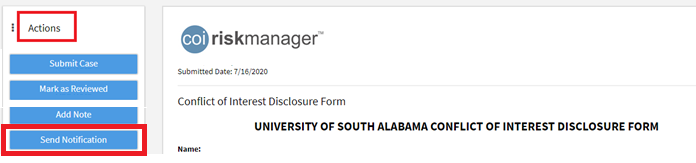 Actions
Submit Case
Mark as Reviewed
Add Note
Send Notification
coi riskmanager™
Submitted Date: 7/16/2020
Conflict of Interest Disclosure Form
UNIVERSITY OF SOUTH ALABAMA CONFLICT OF INTEREST DISCLOSURE FORM
Name: